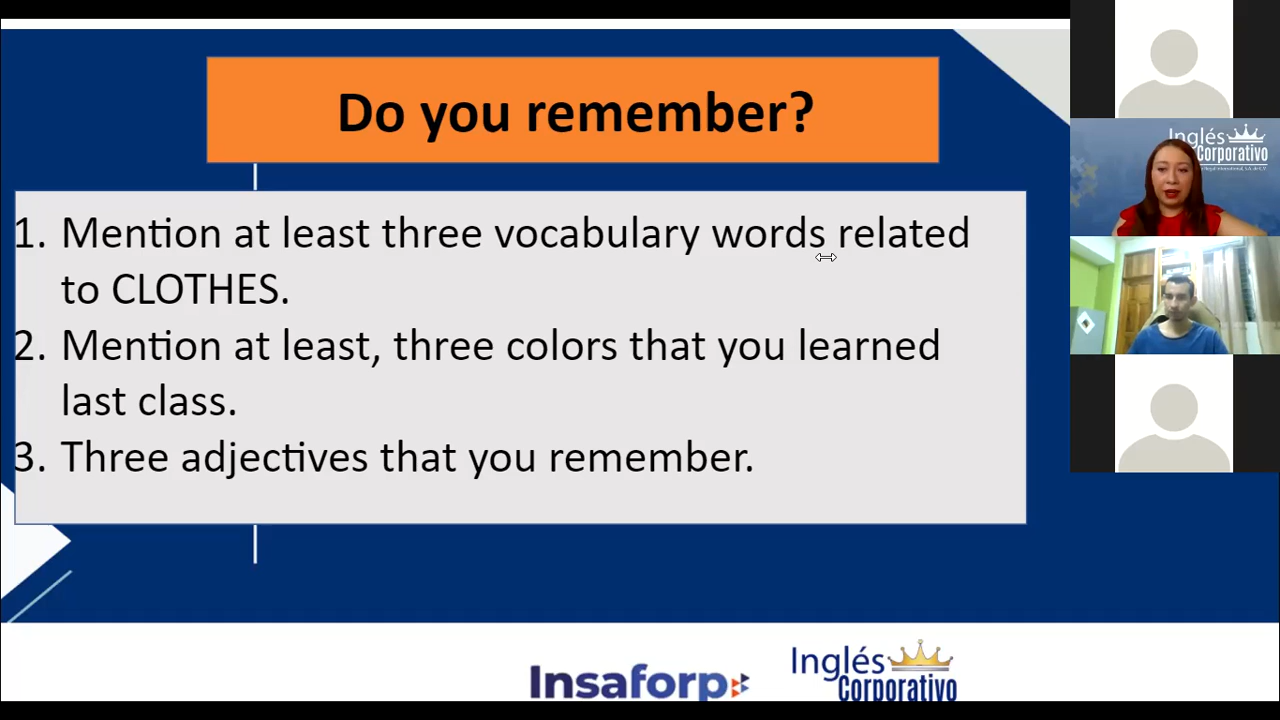 Do you remember?
1. Mention at least three vocabulary words related
to CLOTHES.
2. Mention at least, three colors that you learned
last class.
3. Three adjectives that you remember.
Inglés
Corporativo
Insaforp
Inglés
Corporativo